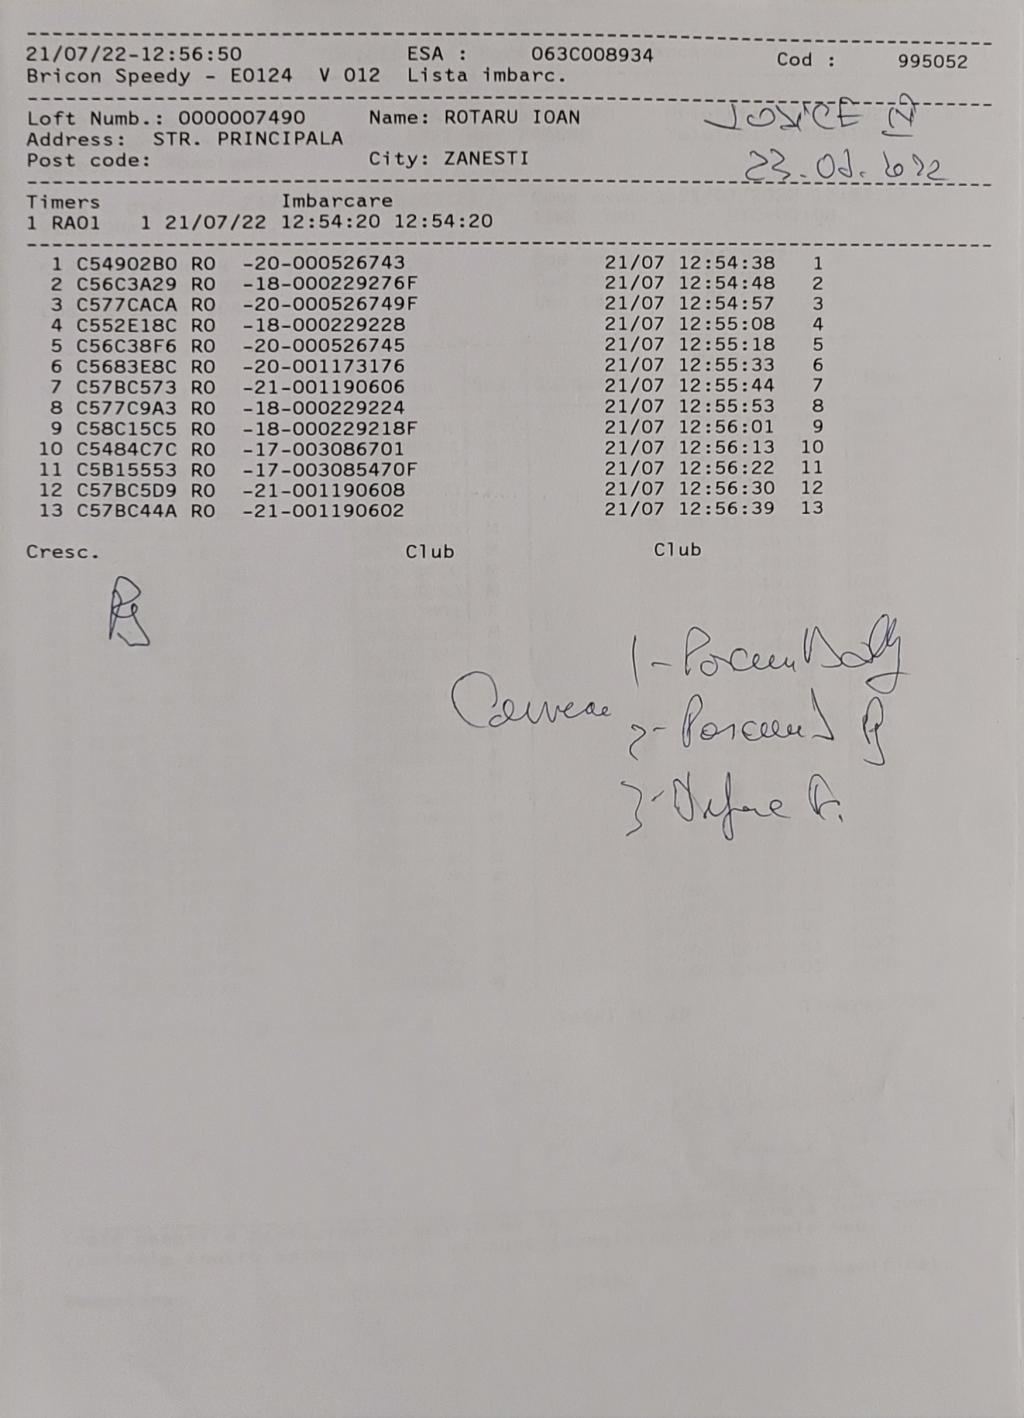 21/07/22-12:56:50 ESA : 063C008934 Cod : 995052
Bricon Speedy - E0124 V 012 Lista imbarc.
Loft Numb.: 0000007490 Name: ROTARU IOAN
Address: STR. PRINCIPALA
Post code: City: ZANESTI
Timers Imbarcare
1 RA01 1 21/07/22 12:54:20 12:54:20
1 C54902B0 RO -20-000526743 21/07 12:54:38 1
2 C56C3A29 RO -18-000229276F 21/07 12:54:48 2
3 C577CACA RO -20-000526749F 21/07 12:54:57 3
4 C552E18C RO -18-000229228 21/07 12:55:08 4
5 C56C38F6 RO -20-000526745 21/07 12:55:18 5
6 C5683E8C RO -20-001173176 21/07 12:55:33 6
7 C57BC573 RO -21-001190606 21/07 12:55:44 7
8 C577C9A3 RO -18-000229224 21/07 12:55:53 8
9 C58C15C5 RO -18-000229218F 21/07 12:56:01 9
10 C5484C7C RO -17-003086701 21/07 12:56:13 10
11 C5B15553 RO -17-003085470F 21/07 12:56:22 11
12 C57BC5D9 RO -21-001190608 21/07 12:56:30 12
13 C57BC44A RO -21-001190602 21/07 12:56:39 13
Cresc. Club Club
1-
2-
3-